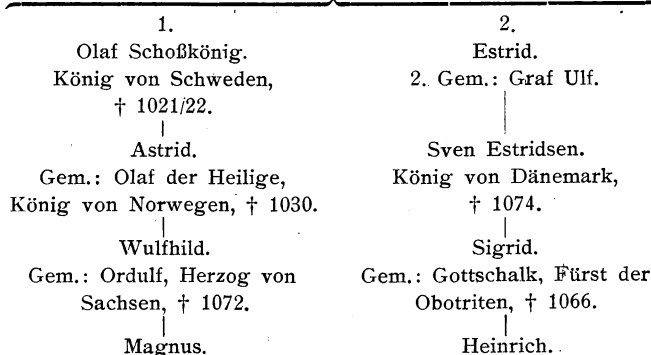 1.
Olaf Schoßkönig.
König von Schweden,
† 1021/22.
Astrid.
Gem.: Olaf der Heilige,
König von Norwegen, † 1030.
Wulfhild.
Gem.: Ordulf, Herzog von
Sachsen, † 1072.
Magnus.
2.
Estrid.
2. Gem.: Graf Ulf.
Sven Estridsen.
König von Dänemark,
† 1074.
Sigrid.
Gem.: Gottschalk, Fürst der
Obotriten, † 1066.
Heinrich.